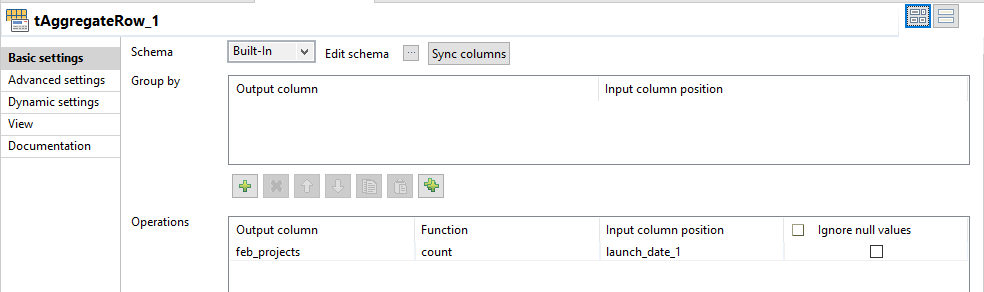 tAggregateRow_1
Basic settings
Advanced settings
Dynamic settings
View
Documentation
Schema Built-In Edit schema ... Sync columns
Group by
Output column Input column position
Operations
Output column Function Input column position Ignore null values
feb_projects count launch_date_1